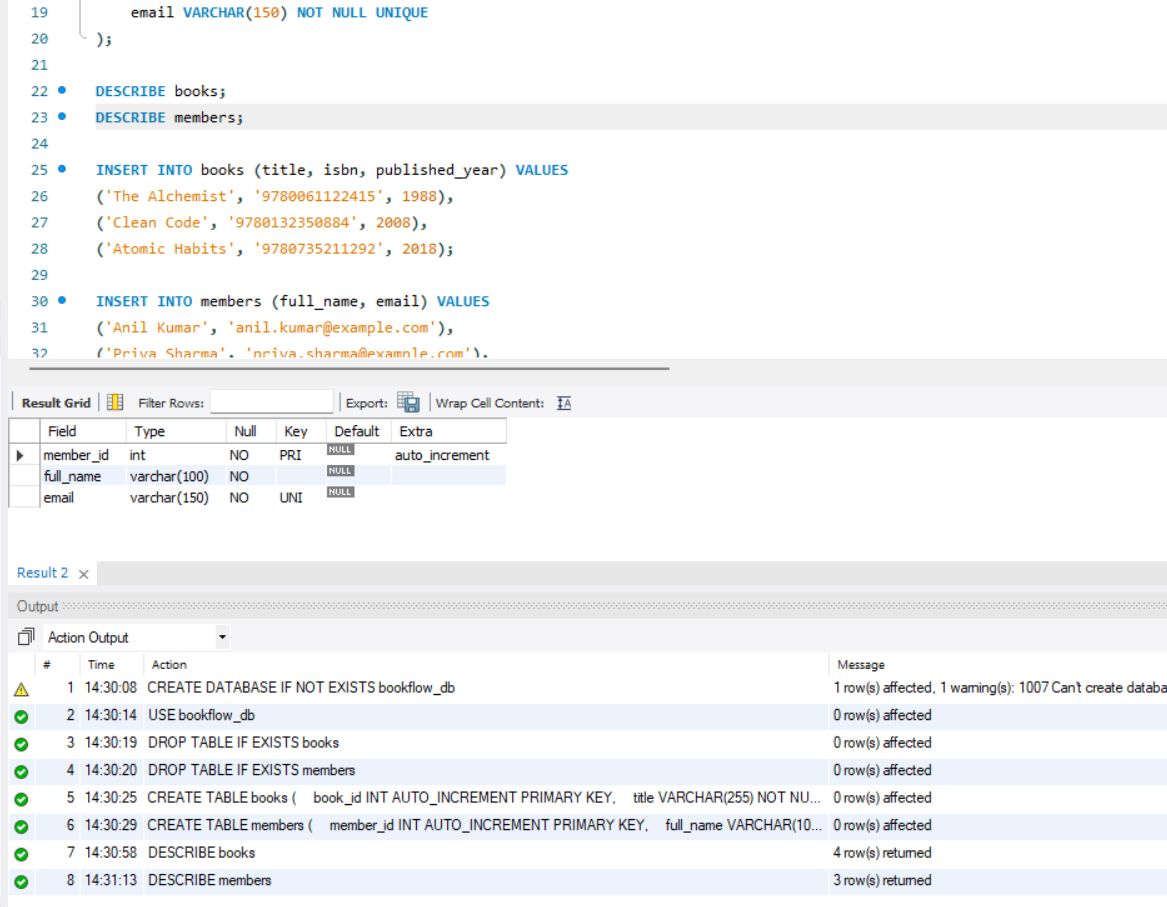 19 email VARCHAR(150) NOT NULL UNIQUE
20 );
21
22 DESCRIBE books;
23 DESCRIBE members;
24
25 INSERT INTO books (title, isbn, published_year) VALUES
26 ('The Alchemist', '9780061122415', 1988),
27 ('Clean Code', '9780132350884', 2008),
28 ('Atomic Habits', '9780735211292', 2018);
29
30 INSERT INTO members (full_name, email) VALUES
31 ('Anil Kumar', 'anil.kumar@example.com'),
32 ('Priya Sharma', 'priya.sharma@example.com'),
Result Grid Filter Rows: Export: Wrap Cell Content: IA
Field Type Null Key Default Extra
member_id int NO PRI NULL auto_increment
full_name varchar(100) NO NULL
email varchar(150) NO UNI NULL
Result 2 ×
Output
Action Output
# Time Action Message
1 14:30:08 CREATE DATABASE IF NOT EXISTS bookflow_db 1 row(s) affected, 1 warning(s): 1007 Can't create databa
2 14:30:14 USE bookflow_db 0 row(s) affected
3 14:30:19 DROP TABLE IF EXISTS books 0 row(s) affected
4 14:30:20 DROP TABLE IF EXISTS members 0 row(s) affected
5 14:30:25 CREATE TABLE books ( book_id INT AUTO_INCREMENT PRIMARY KEY, title VARCHAR(255) NOT NU... 0 row(s) affected
6 14:30:29 CREATE TABLE members ( member_id INT AUTO_INCREMENT PRIMARY KEY, full_name VARCHAR(10... 0 row(s) affected
7 14:30:58 DESCRIBE books 4 row(s) returned
8 14:31:13 DESCRIBE members 3 row(s) returned